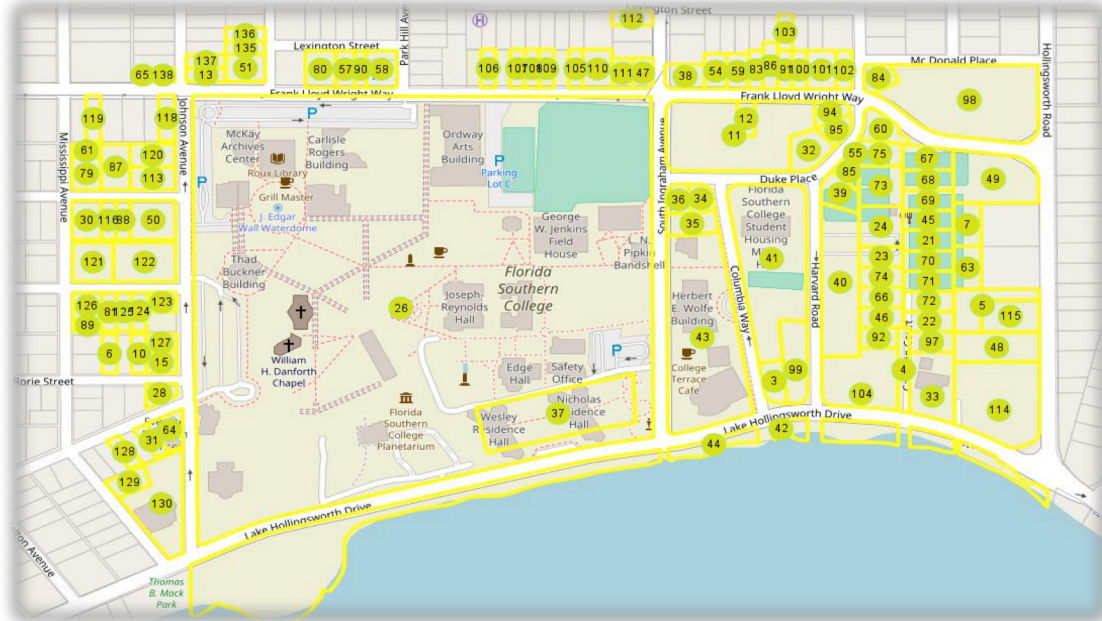 Lexington Street
112
136
103
Lexington Street
135
137
13
51
65 138
80
57 90
58
106
109
105 110
111 47
38
54
59
83
86
100
101
102
Mc Donald Place
84
98
Park Hill Ave
Hollingsworth Road
Frank Lloyd Wright Way
Frank Lloyd Wright Way
119
118
Johnson Avenue
Mississippi Avenue
P
McKay
Archives
Center
Carlisle
Rogers
Building
Ordway
Arts
Building
Roux Library
Grill Master
J. Edgar
Wall Waterdome
P
P
Parking
Lot C
South Ingraham Avenue
12
11
94
95
32
60
61
87
79
120
113
55
75
85
39
73
67
68
69
49
Duke Place
36
34
35
Florida
Southern
College
Student
Housing
41
30
116
88
50
George
W. Jenkins
Field
House
L. N.
Pipkin
Bandshell
24
45
7
21
23
70
63
121
122
Thad
Buckner
Building
Florida
Southern
College
74
71
40
66
72
5
115
46
22
92
97
48
126
123
124
89
127
6
10
15
26
Joseph
Reynolds
Hall
Herbert
E. Wolfe
Building
43
Columbia Way
Harvard Road
William
H. Danforth
Chapel
P
Edge
Hall
Safety
Office
College
Terrace
Cafe
3
99
4
104
33
114
Rorie Street
28
Florida
Southern
College
Planetarium
Wesley
Residence
Hall
37
Nicholas
Hall
64
31
128
129
130
44
42
Lake Hollingsworth Drive
Lake Hollingsworth Drive
Thomas
B. Mack
Park